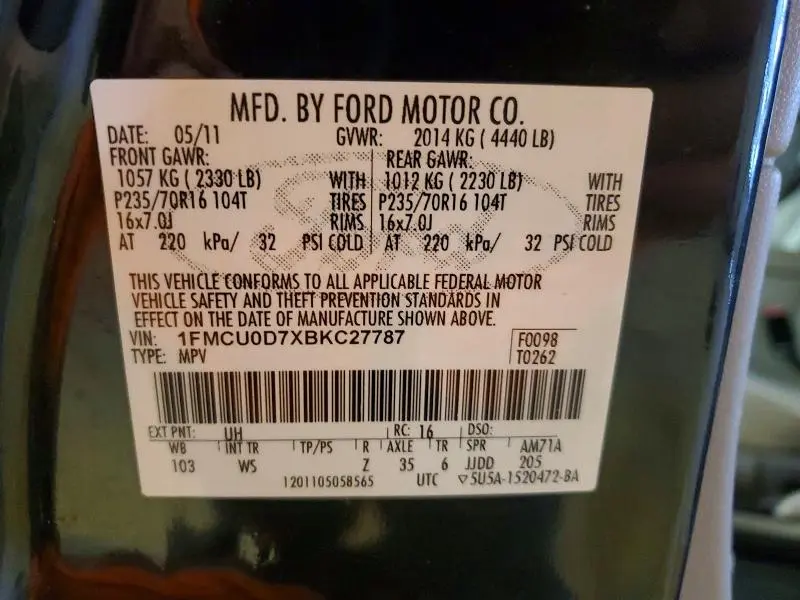 MFD. BY FORD MOTOR CO.
DATE: 05/11 GVWR: 2014 KG ( 4440 LB)
FRONT GAWR: REAR GAWR:
1057 KG ( 2330 LB) WITH 1012 KG ( 2230 LB) WITH
P235/70R16 104T TIRES P235/70R16 104T TIRES
16x7.0J RIMS 16x7.0J RIMS
AT 220 kPa/ 32 PSI COLD AT 220 kPa/ 32 PSI COLD
THIS VEHICLE CONFORMS TO ALL APPLICABLE FEDERAL MOTOR
VEHICLE SAFETY AND THEFT PREVENTION STANDARDS IN
EFFECT ON THE DATE OF MANUFACTURE SHOWN ABOVE.
VIN: 1FMCU0D7XBKC27787 F0098
TYPE: MPV T0262
EXT PNT: UH RC: 16 DSO:
WB INT TR TP/PS R AXLE TR SPR AM71A
103 WS Z 35 6 JJDD 205
1201105058565 UTC ▽5U5A-1520472-BA